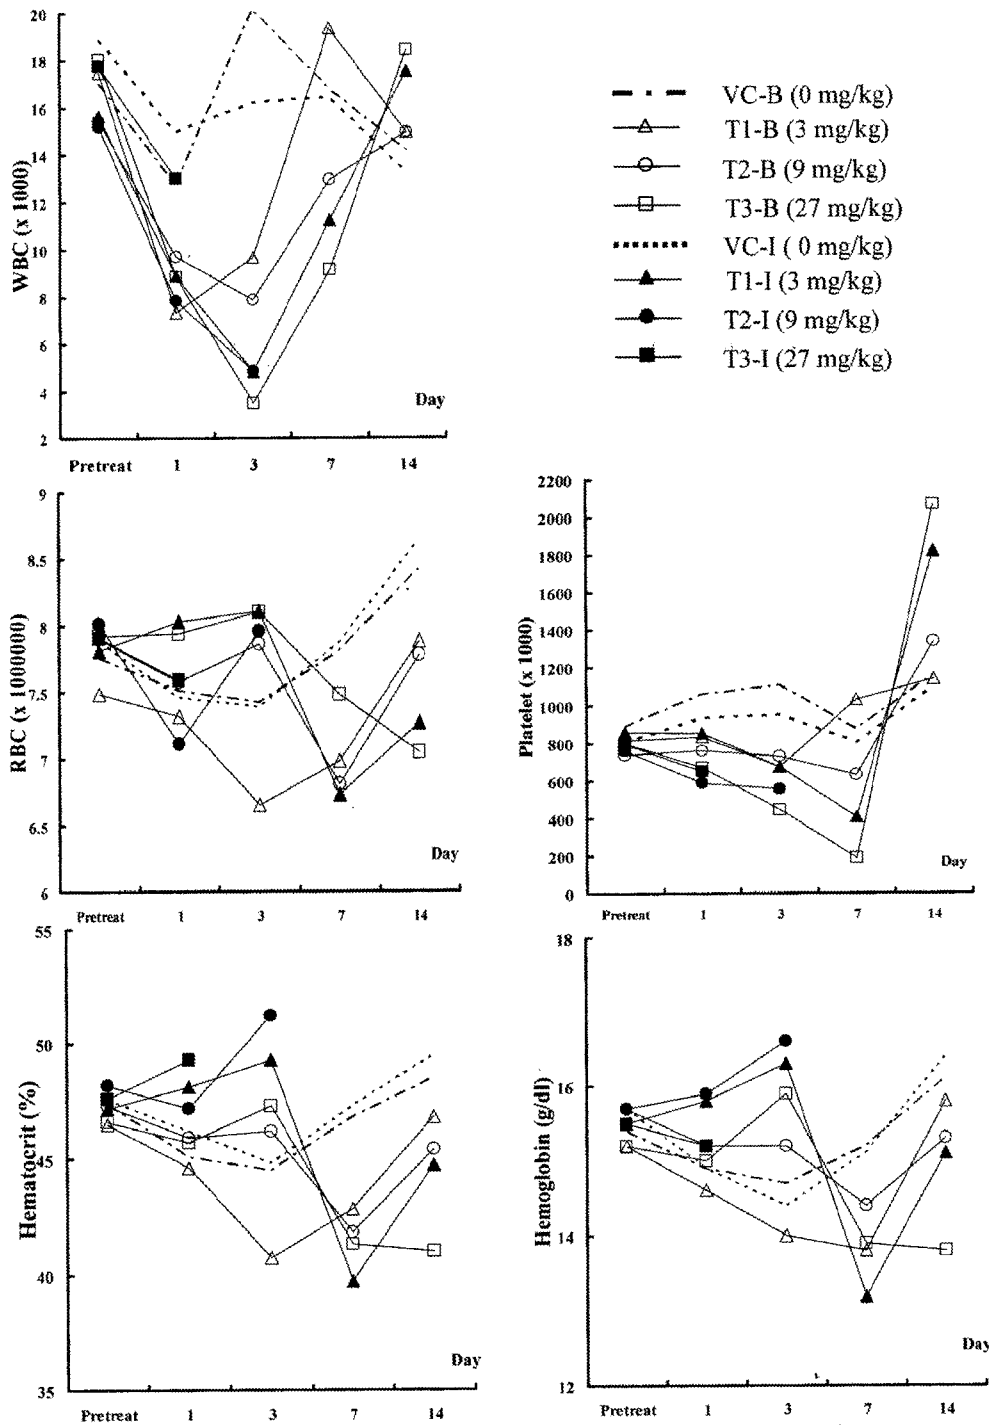 20
18
16
14
12
10
8
6
4
2
WBC (x 1000)
Day
Pretreat 1 3 7 14
VC-B (0 mg/kg)
T1-B (3 mg/kg)
T2-B (9 mg/kg)
T3-B (27 mg/kg)
VC-I ( 0 mg/kg)
T1-I (3 mg/kg)
T2-I (9 mg/kg)
T3-I (27 mg/kg)
9
8.5
8
7.5
7
6.5
6
RBC (x 1000000)
Day
Pretreat 1 3 7 14
2200
2000
1800
1600
1400
1200
1000
800
600
400
200
0
Platelet (x 1000)
Day
Pretreat 1 3 7 14
55
50
45
40
35
Hematocrit (%)
Day
Pretreat 1 3 7 14
18
16
14
12
Hemoglobin (g/dl)
Day
Pretreat 1 3 7 14